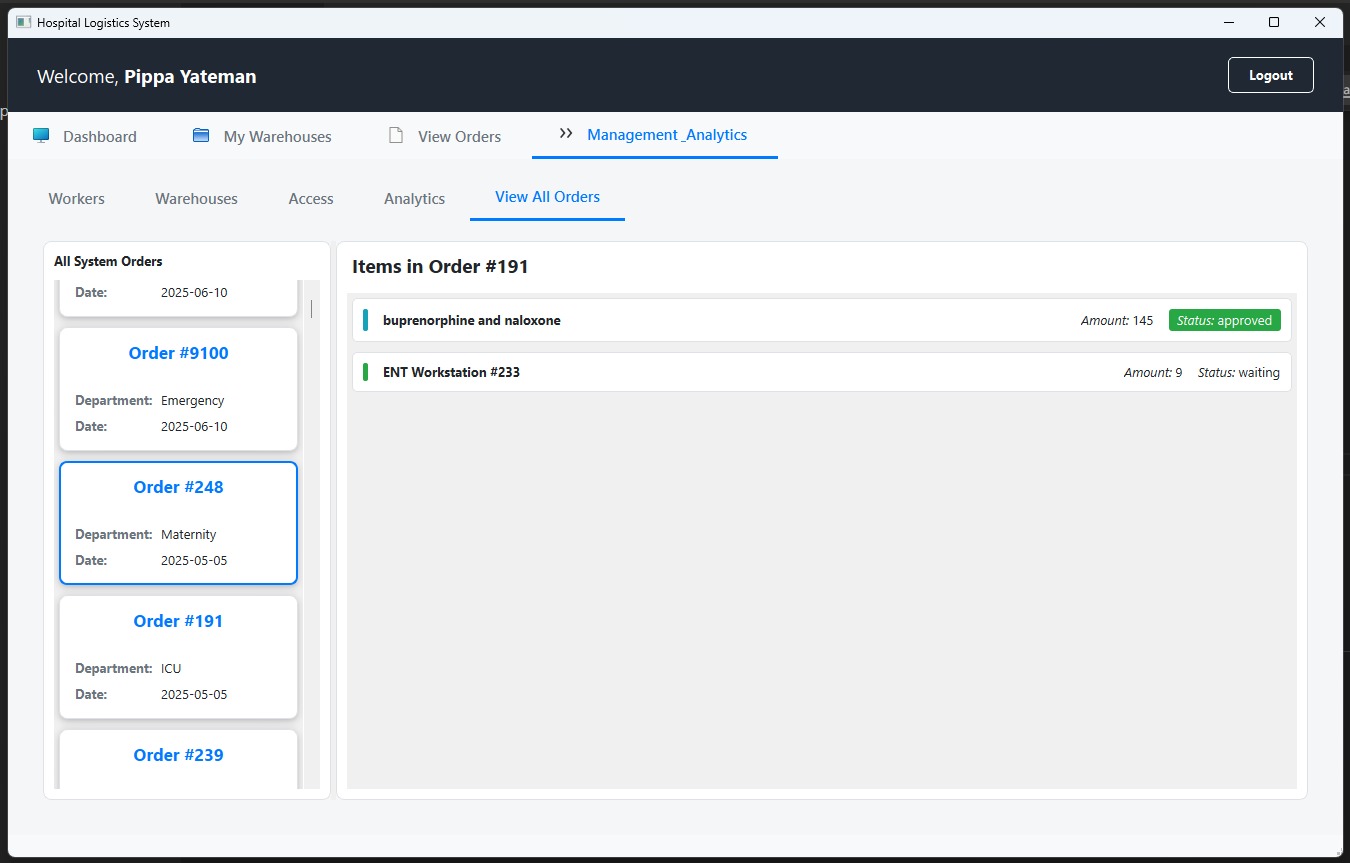 Hospital Logistics System
Welcome, Pippa Yateman
Logout
Dashboard
My Warehouses
View Orders
Management _Analytics
Workers
Warehouses
Access
Analytics
View All Orders
All System Orders
Date: 2025-06-10
Order #9100
Department: Emergency
Date: 2025-06-10
Order #248
Department: Maternity
Date: 2025-05-05
Order #191
Department: ICU
Date: 2025-05-05
Order #239
Items in Order #191
buprenorphine and naloxone Amount: 145 Status: approved
ENT Workstation #233 Amount: 9 Status: waiting